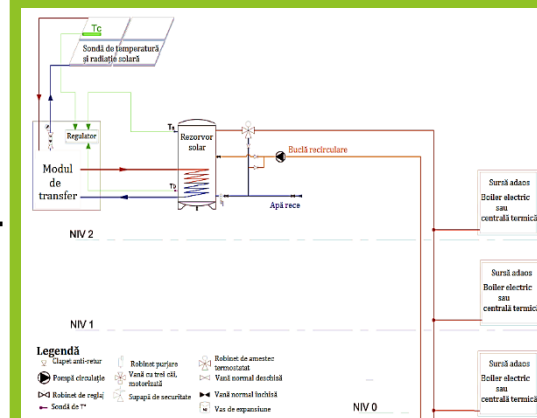 Tc
Sondă de temperatură
și radiație solară
Regulator
Modul
de
transfer
Ts
Rezorvor
solar
Tb
Buclă recirculare
Apă rece
Sursă adaos
Boiler electric
sau
centrală termică
NIV 2
Sursă adaos
Boiler electric
sau
centrală termică
NIV 1
Sursă adaos
Boiler electric
sau
centrală termică
NIV 0
Legendă
Clapet anti-retur
Pompă circulație
Robinet de reglaj
Sondă de T°
Robinet purjare
Vană cu trei căi,
motorizată
Supapă de securitate
Robinet de amestec
termostatat
Vană normal deschisă
Vană normal închisă
Vas de expansiune